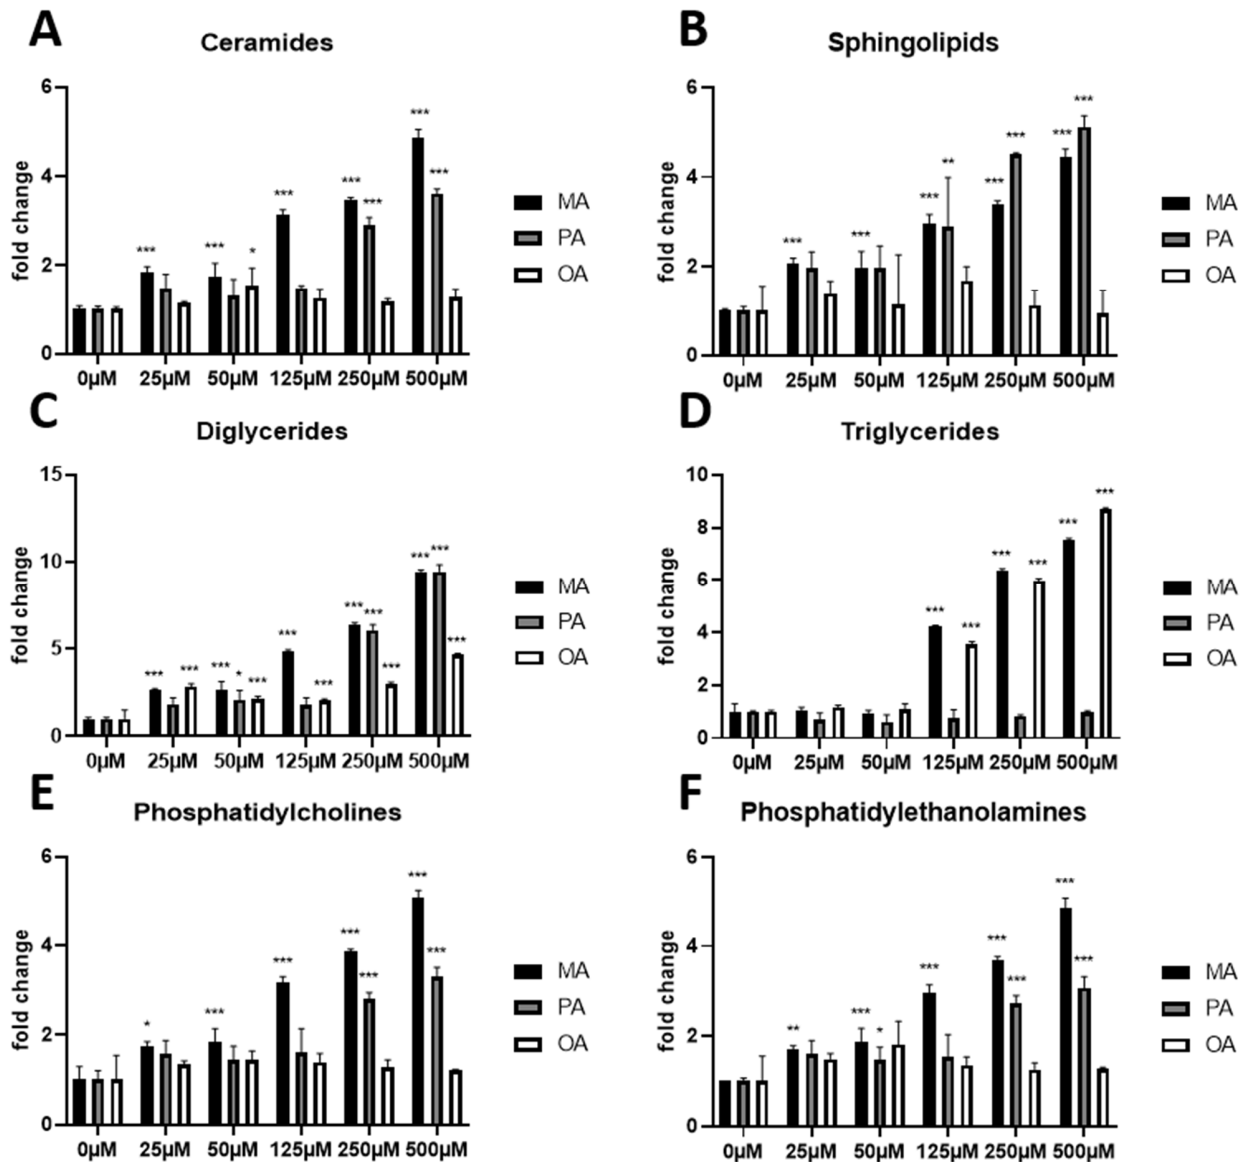 A
Ceramides
fold change
6
4
2
0
***
***
*
***
***
***
***
***
0µM
25µM
50µM
125µM
250µM
500µM
MA
PA
OA
B
Sphingolipids
fold change
6
4
2
0
***
***
***
**
***
***
***
***
0µM
25µM
50µM
125µM
250µM
500µM
MA
PA
OA
C
Diglycerides
fold change
15
10
5
0
***
***
***
*
***
***
***
***
***
***
***
***
***
0µM
25µM
50µM
125µM
250µM
500µM
MA
PA
OA
D
Triglycerides
fold change
10
8
6
4
2
0
***
***
***
***
***
***
0µM
25µM
50µM
125µM
250µM
500µM
MA
PA
OA
E
Phosphatidylcholines
fold change
6
4
2
0
*
***
***
***
***
***
***
0µM
25µM
50µM
125µM
250µM
500µM
MA
PA
OA
F
Phosphatidylethanolamines
fold change
6
4
2
0
**
***
*
***
***
***
***
***
0µM
25µM
50µM
125µM
250µM
500µM
MA
PA
OA